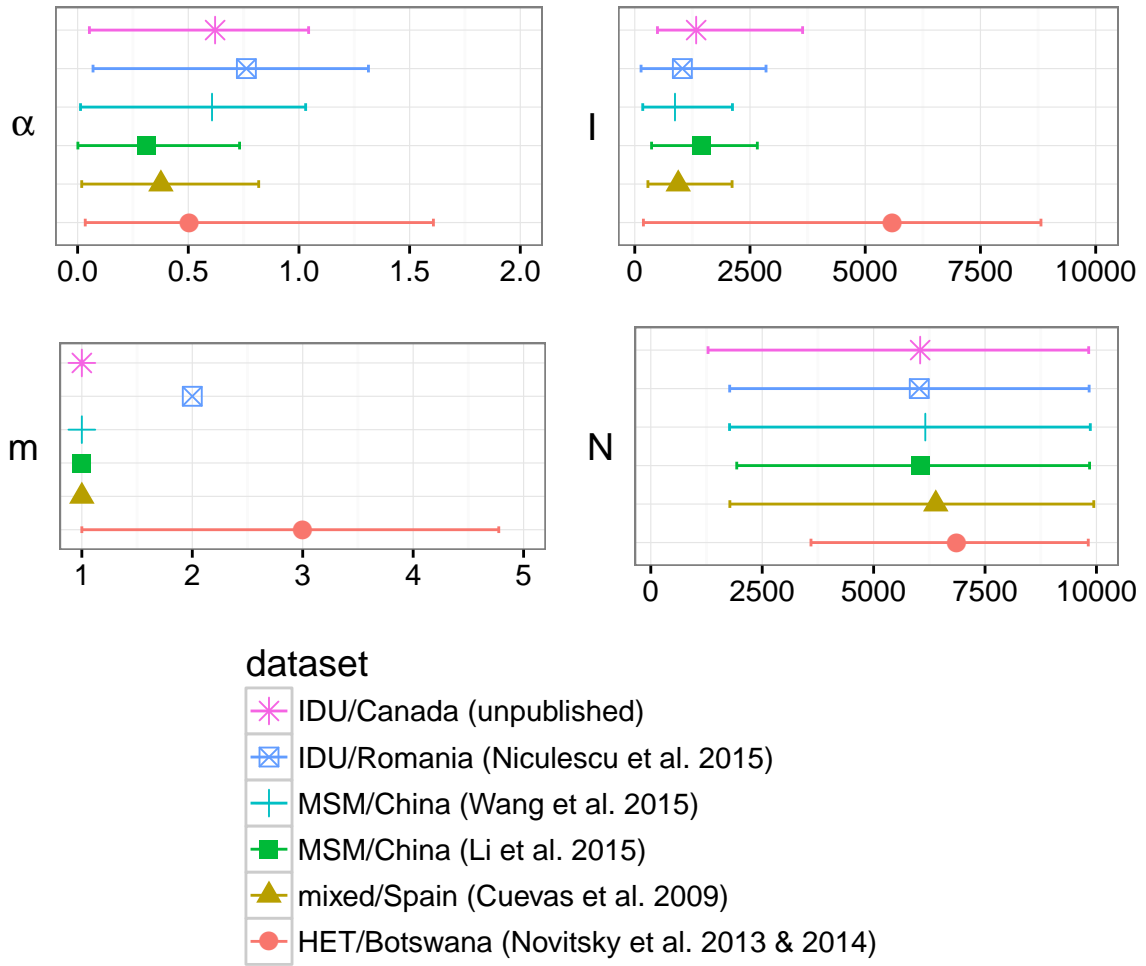 α
0.0 0.5 1.0 1.5 2.0
I
0 2500 5000 7500 10000
m
1 2 3 4 5
N
0 2500 5000 7500 10000
dataset
IDU/Canada (unpublished)
IDU/Romania (Niculescu et al. 2015)
MSM/China (Wang et al. 2015)
MSM/China (Li et al. 2015)
mixed/Spain (Cuevas et al. 2009)
HET/Botswana (Novitsky et al. 2013 & 2014)